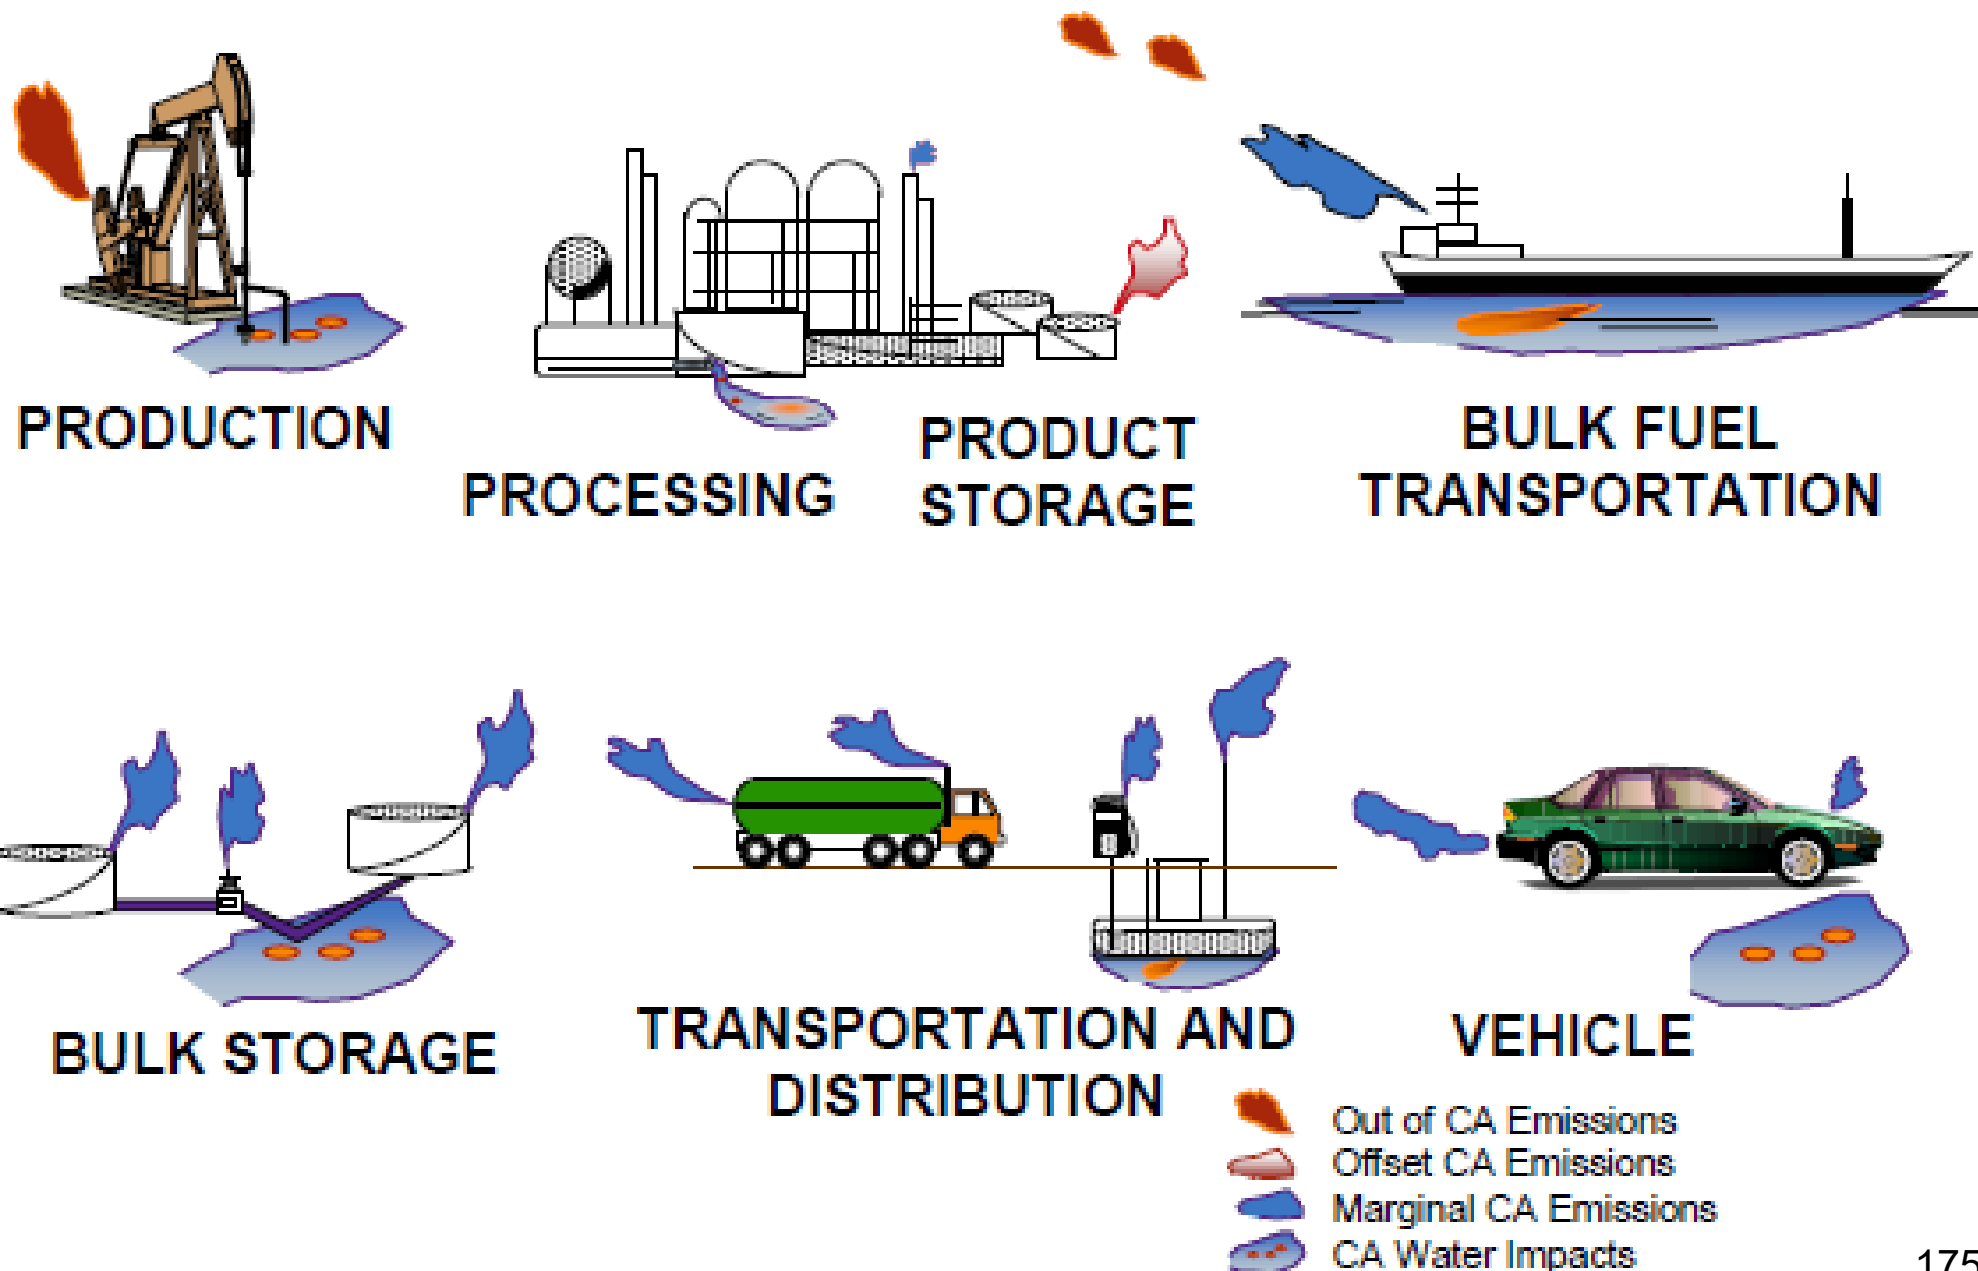 PRODUCTION
PROCESSING
PRODUCT
STORAGE
BULK FUEL
TRANSPORTATION
BULK STORAGE
TRANSPORTATION AND
DISTRIBUTION
VEHICLE
Out of CA Emissions
Offset CA Emissions
Marginal CA Emissions
CA Water Impacts
175